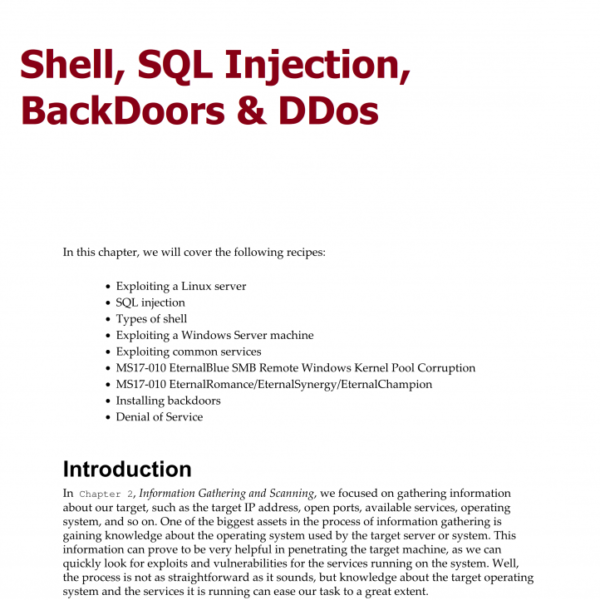 Shell, SQL Injection,
BackDoors & DDos
In this chapter, we will cover the following recipes:
• Exploiting a Linux server
• SQL injection
• Types of shell
• Exploiting a Windows Server machine
• Exploiting common services
• MS17-010 EternalBlue SMB Remote Windows Kernel Pool Corruption
• MS17-010 EternalRomance/EternalSynergy/EternalChampion
• Installing backdoors
• Denial of Service
Introduction
In Chapter 2, Information Gathering and Scanning, we focused on gathering information
about our target, such as the target IP address, open ports, available services, operating
system, and so on. One of the biggest assets in the process of information gathering is
gaining knowledge about the operating system used by the target server or system. This
information can prove to be very helpful in penetrating the target machine, as we can
quickly look for exploits and vulnerabilities for the services running on the system. Well,
the process is not as straightforward as it sounds, but knowledge about the target operating
system and the services it is running can ease our task to a great extent.